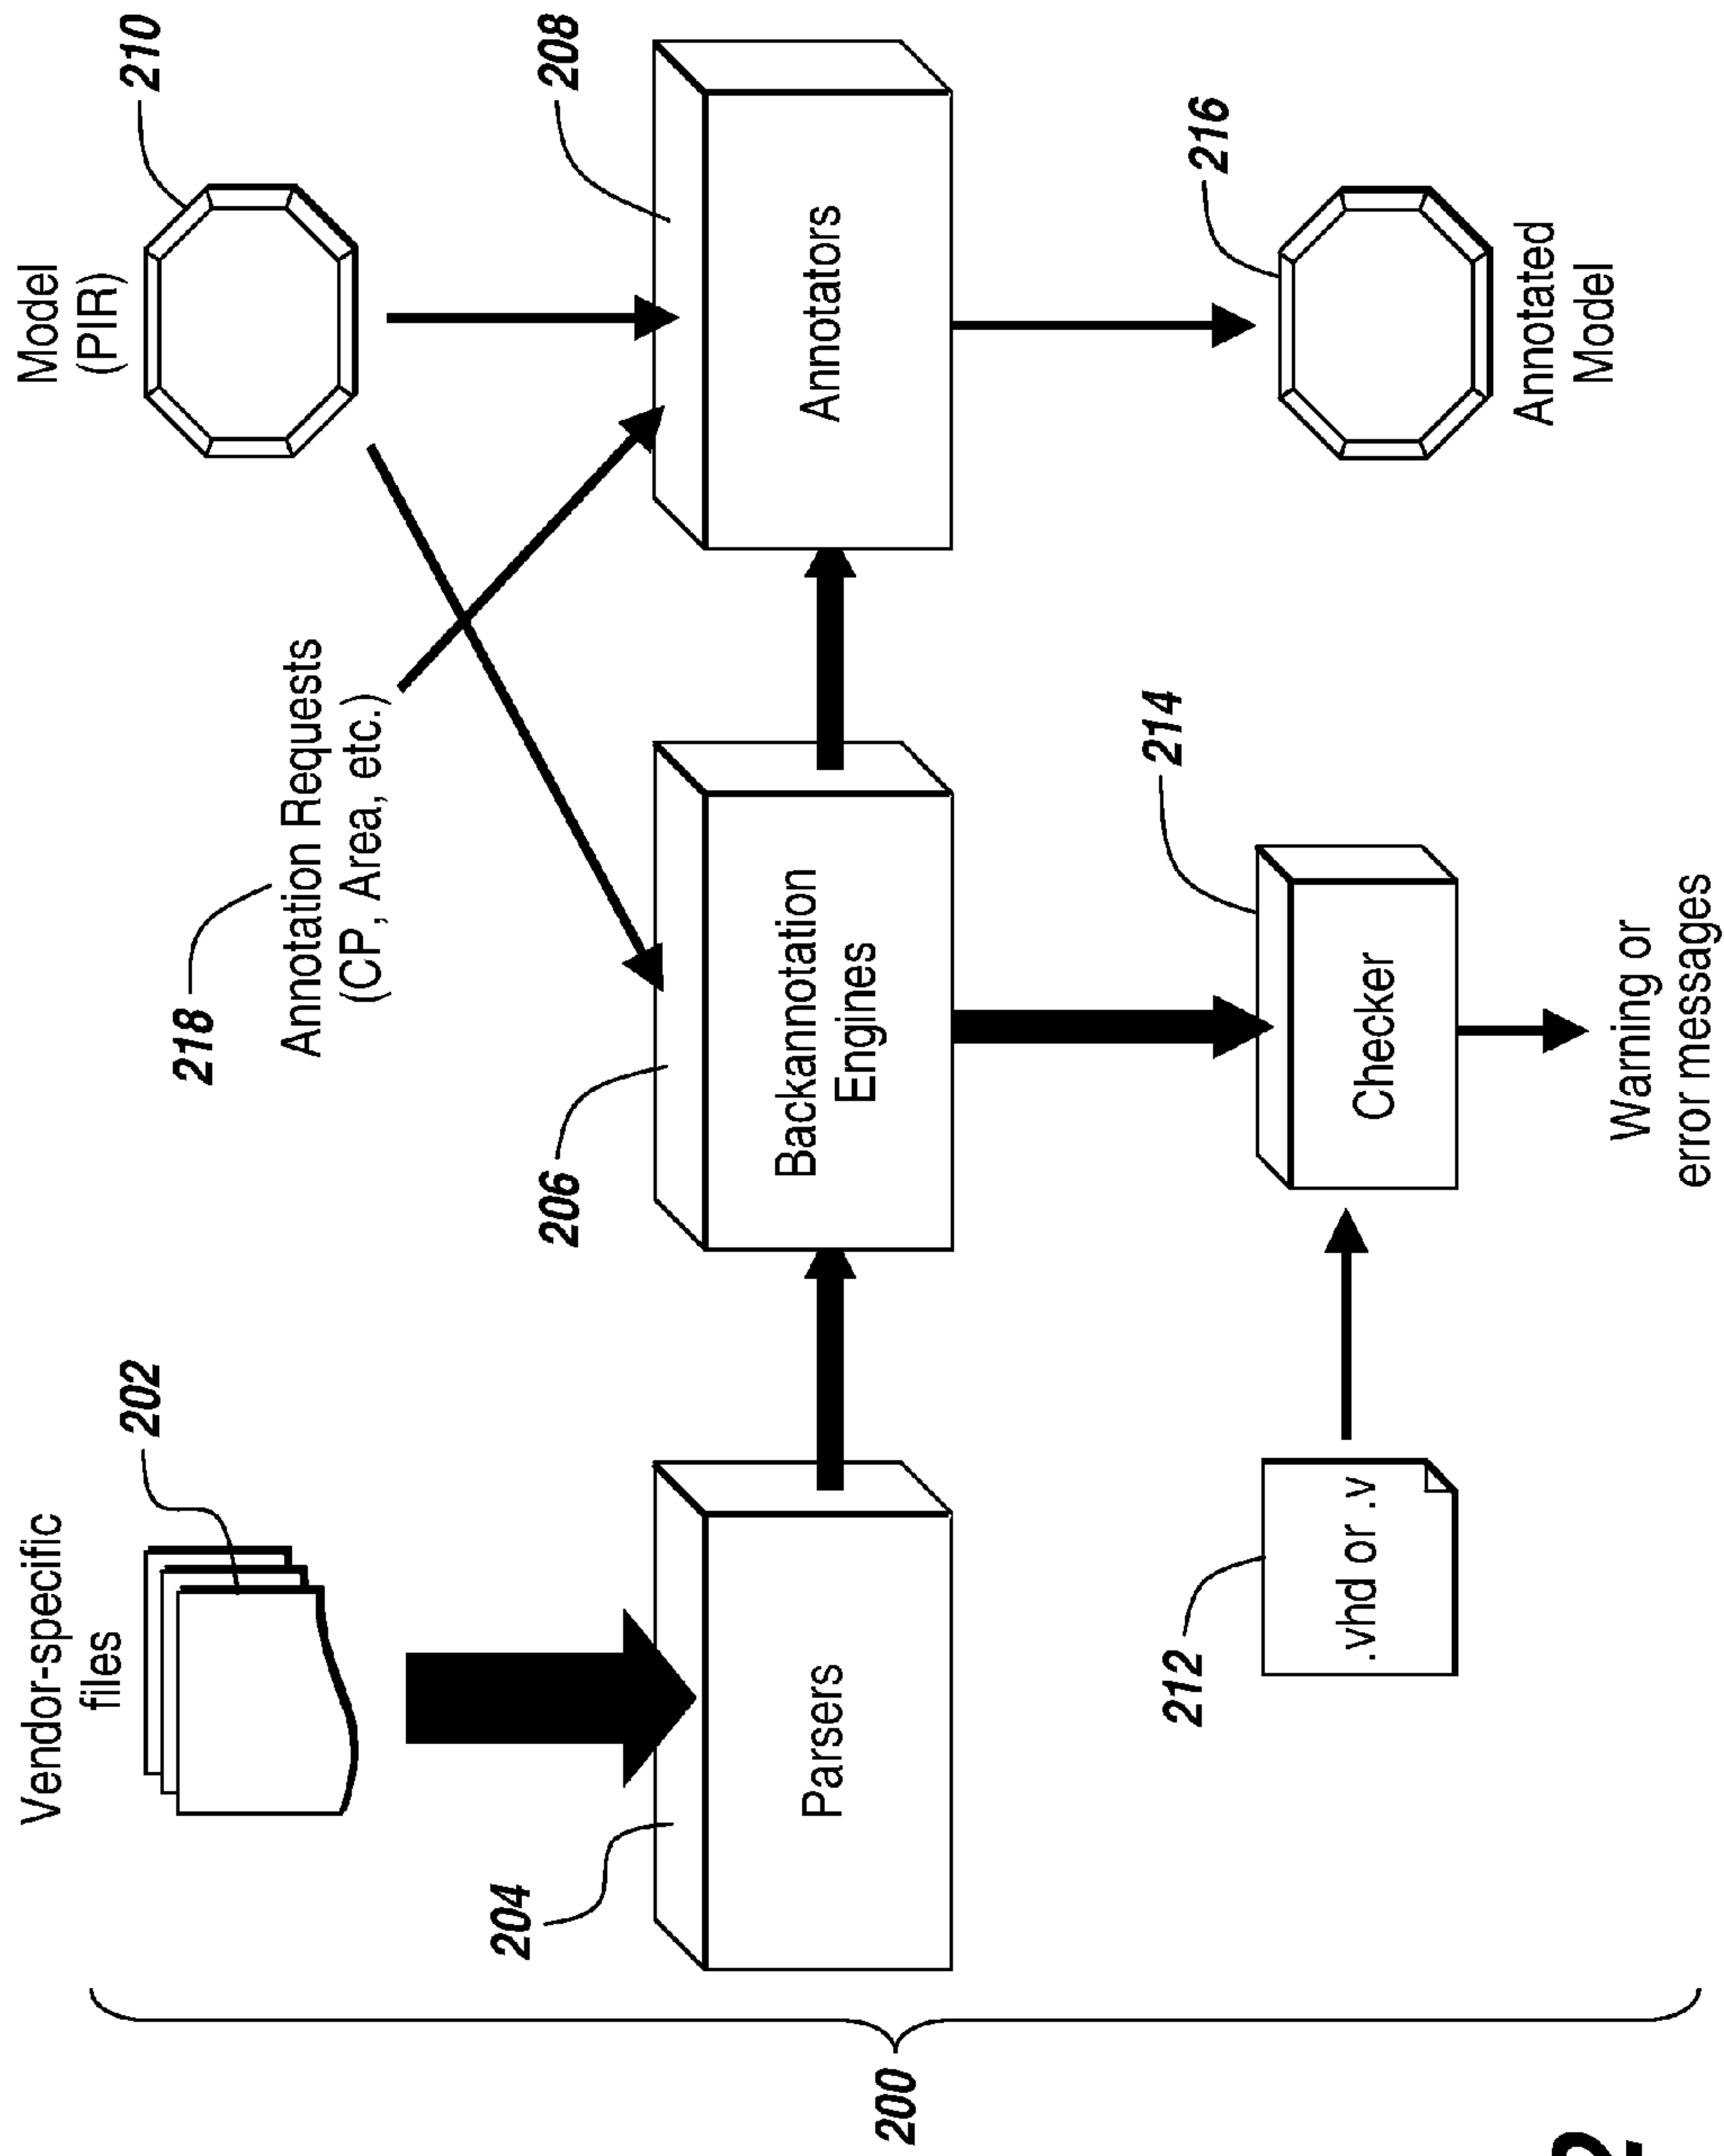 Vendor-specific
files
202
218
Annotation Requests
(CP, Area, etc.)
Model
(PIR)
210
204
Parsers
206
Backannotation
Engines
208
Annotators
200
212
.vhd or .v
214
Checker
216
Warning or
error messages
Annotated
Model